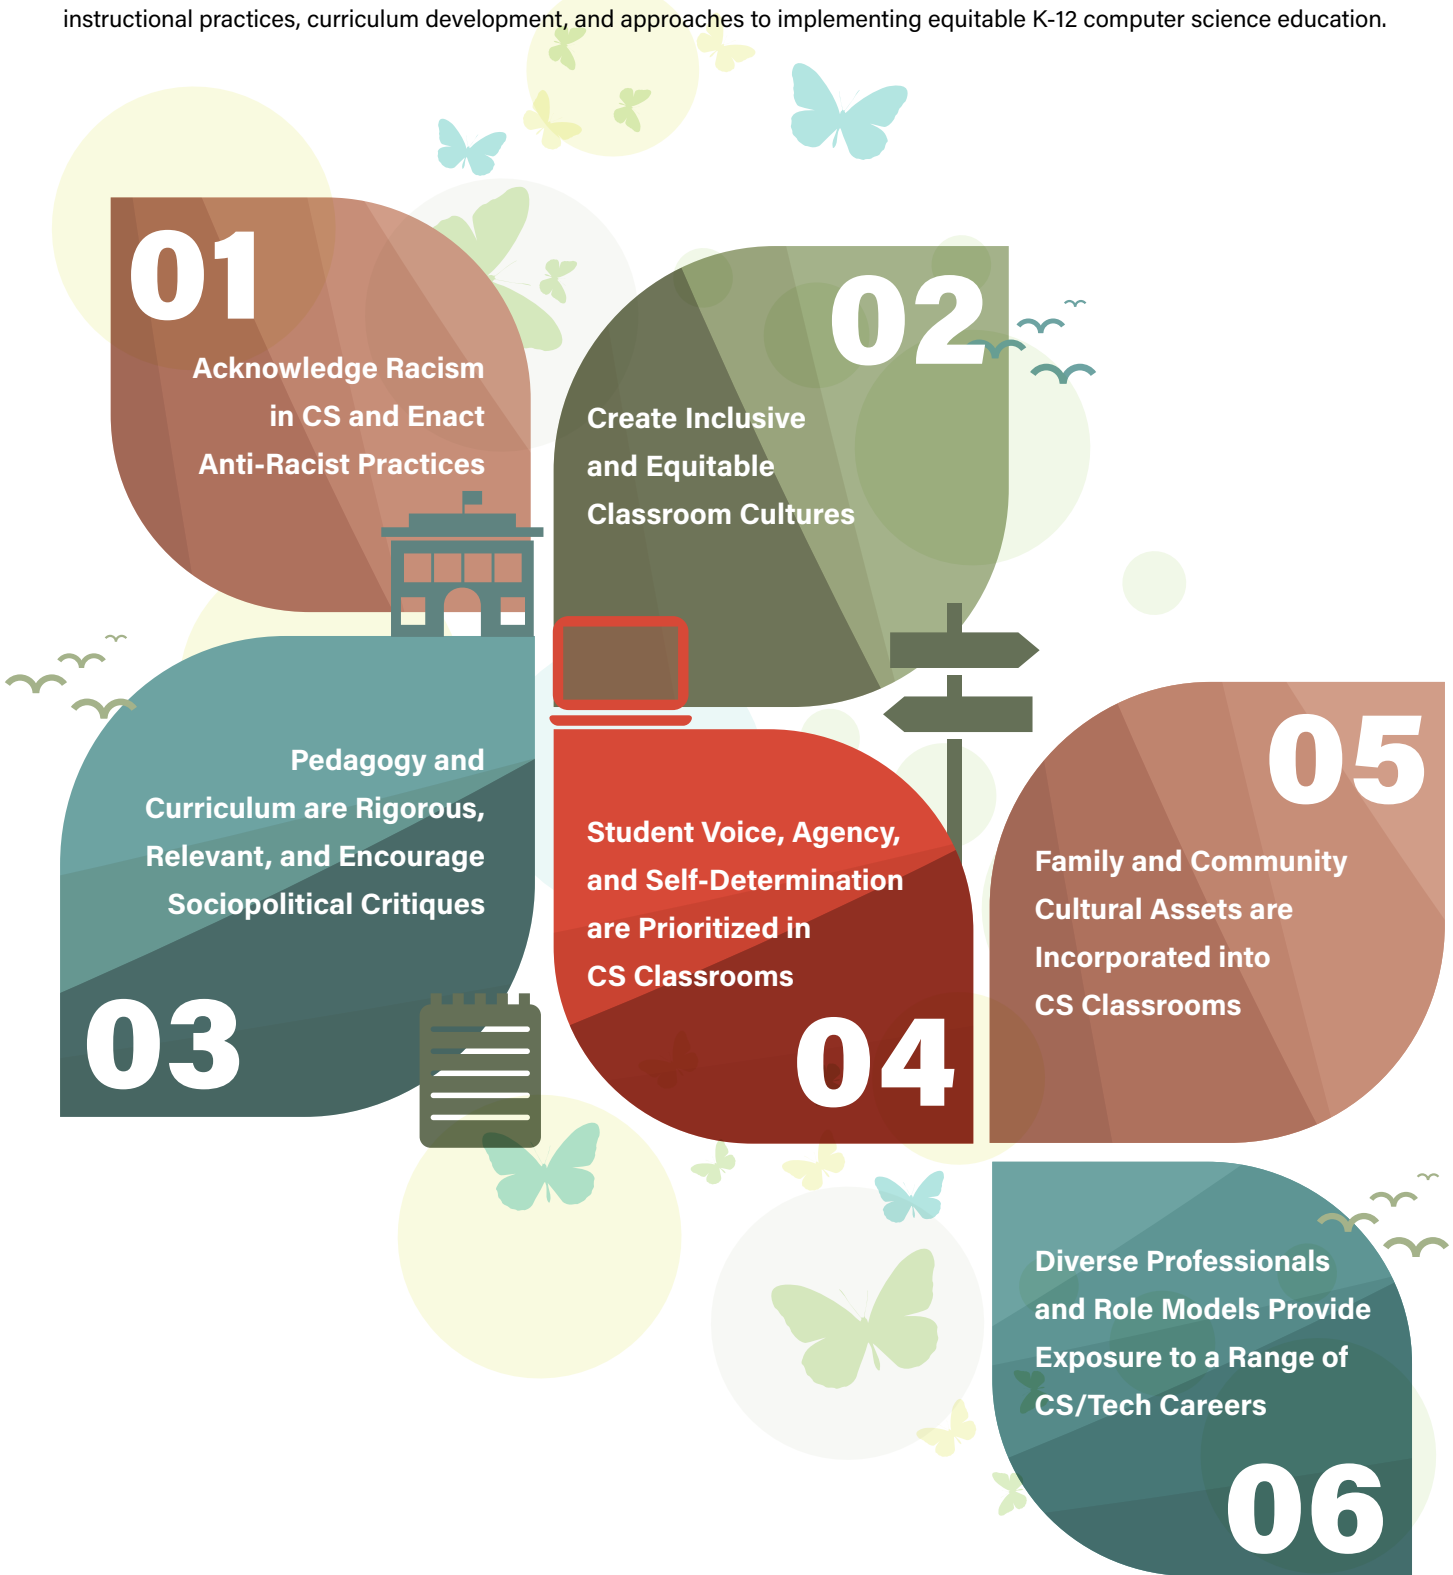 instructional practices, curriculum development, and approaches to implementing equitable K-12 computer science education.
01
Acknowledge Racism
in CS and Enact
Anti-Racist Practices
02
Create Inclusive
and Equitable
Classroom Cultures
Pedagogy and
Curriculum are Rigorous,
Relevant, and Encourage
Sociopolitical Critiques
03
Student Voice, Agency,
and Self-Determination
are Prioritized in
CS Classrooms
04
05
Family and Community
Cultural Assets are
Incorporated into
CS Classrooms
Diverse Professionals
and Role Models Provide
Exposure to a Range of
CS/Tech Careers
06